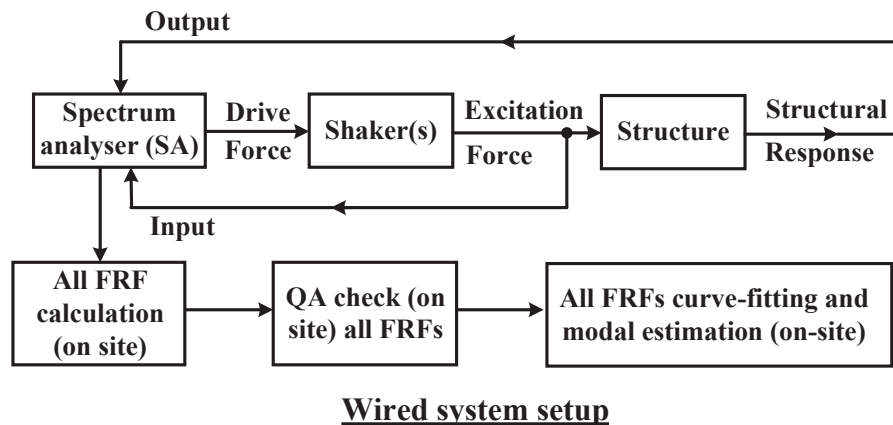 Output
Spectrum
analyser (SA)
Drive
Force
Shaker(s)
Excitation
Force
Structure
Structural
Response
Input
All FRF
calculation
(on site)
QA check (on
site) all FRFs
All FRFs curve-fitting and
modal estimation (on-site)
Wired system setup